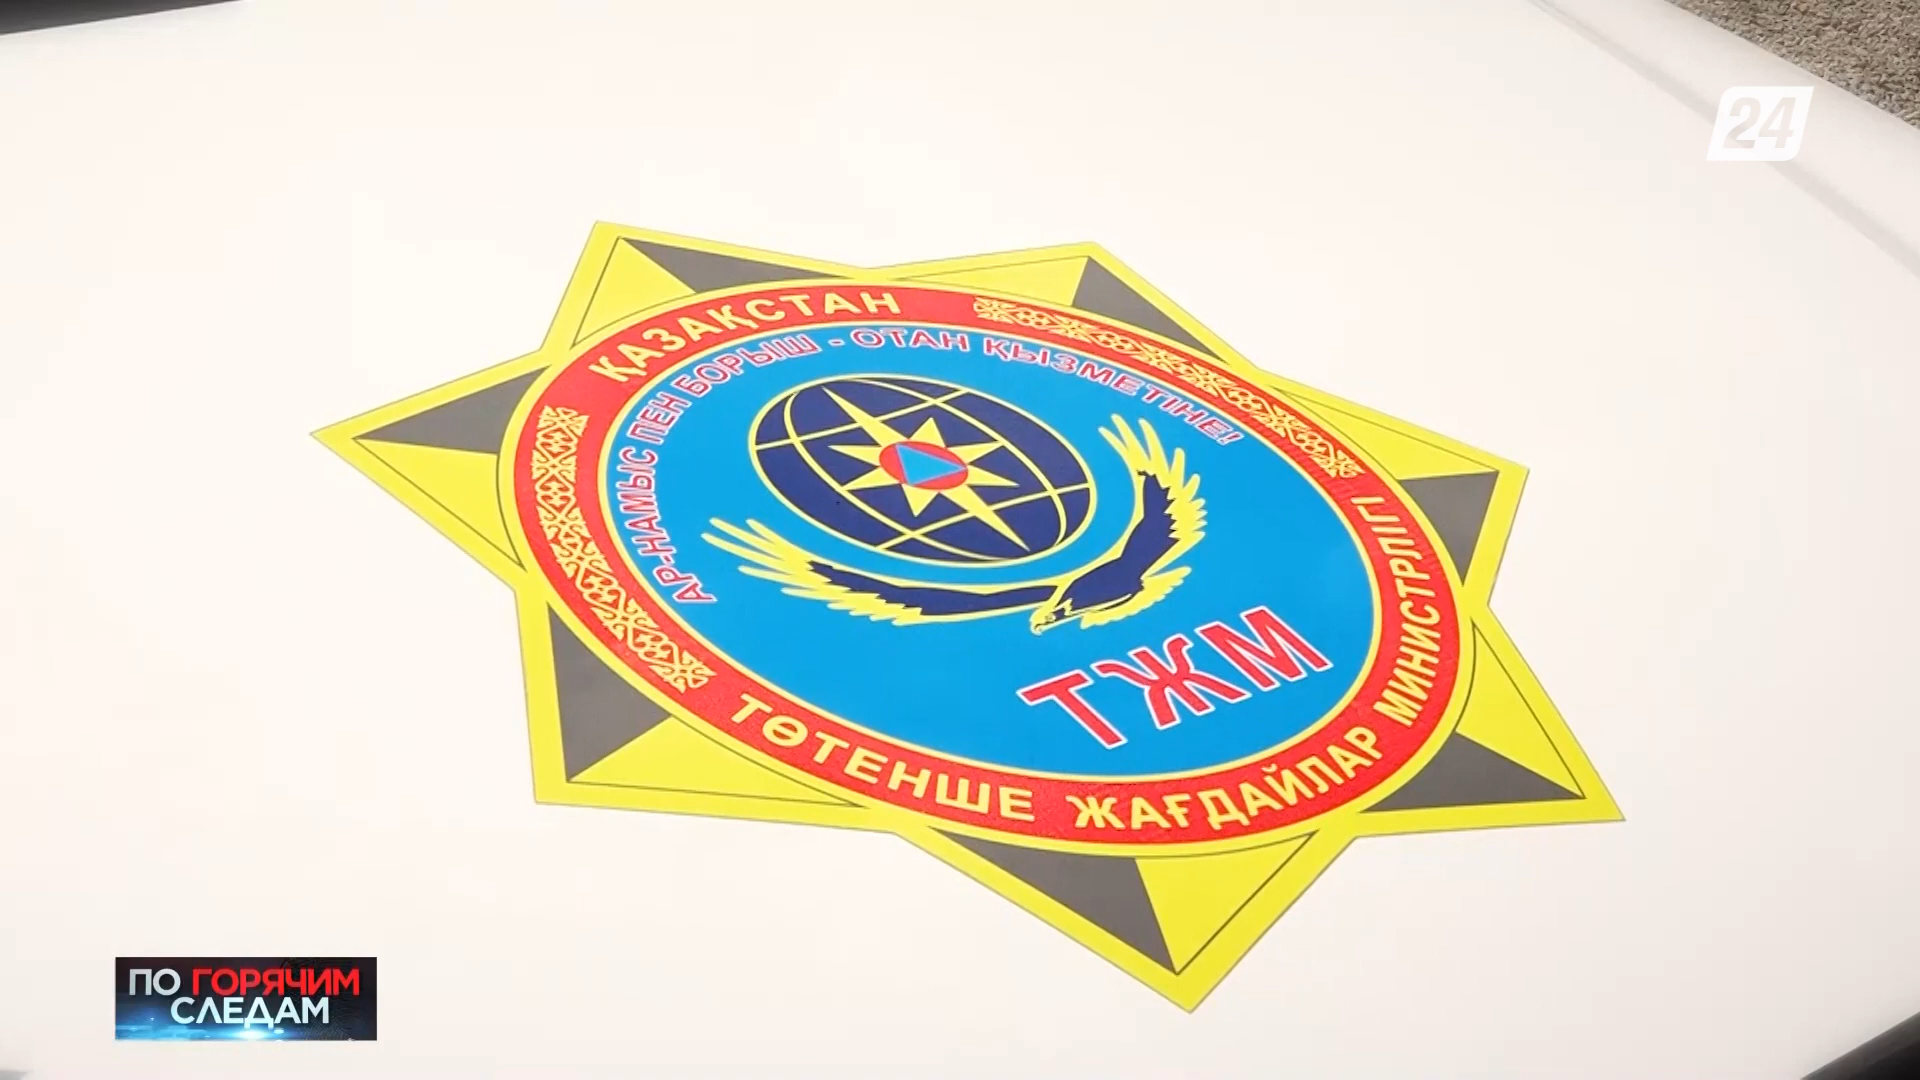 24
ҚАЗАҚСТАН
АР-НАМЫС ПЕН БОРЫШ - ОТАН ҚЫЗМЕТІНЕ!
ТЖМ
ТӨТЕНШЕ ЖАҒДАЙЛАР МИНИСТРЛІГІ
ПО ГОРЯЧИМ
СЛЕДАМ